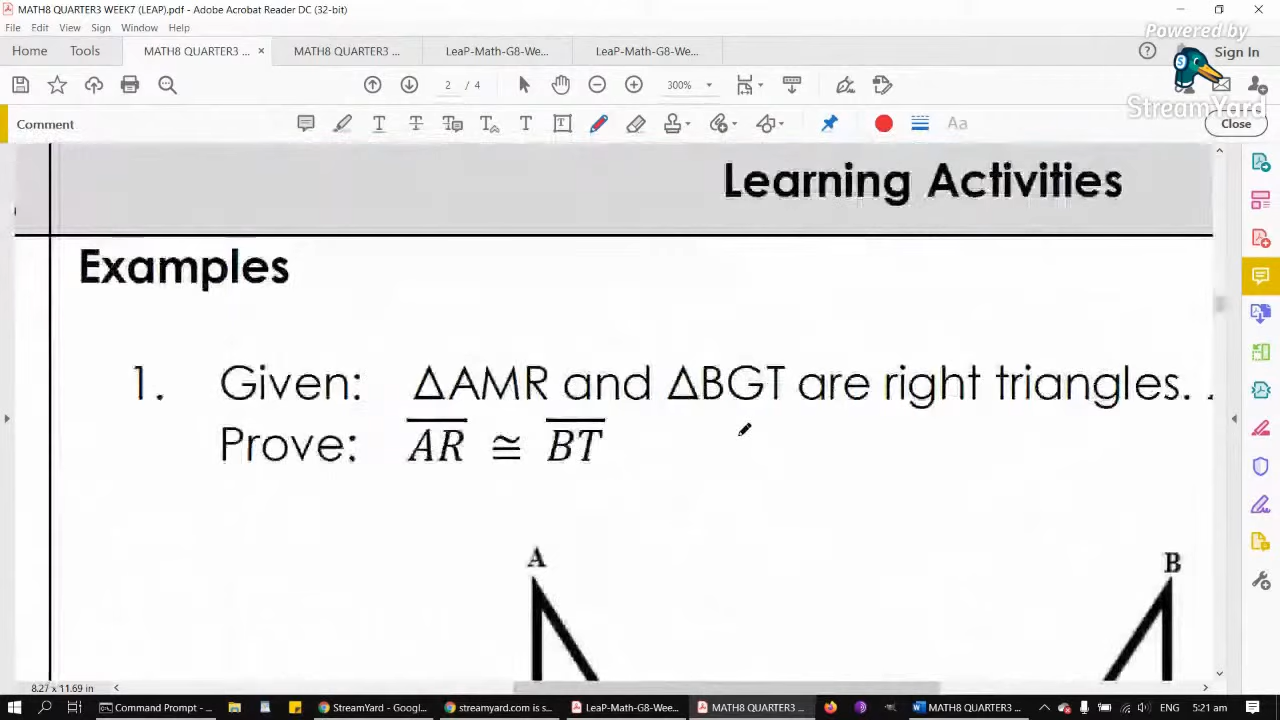 MATH8 QUARTER3 WEEK7 (LEAP).pdf - Adobe Acrobat Reader DC (32-bit)
Powered by
File Edit View Sign Window Help
Home Tools MATH8 QUARTER3 ... × MATH8 QUARTER3 ... LeaP-Math-G8-We... LeaP-Math-G8-We... Sign In
2 / 300%
StreamYard
Comment Aa Close
Learning Activities
Examples
1. Given: ΔAMR and ΔBGT are right triangles.
Prove: AR ≅ BT
A B
8.27 x 11.69 in
Command Prompt - ... StreamYard - Googl... streamyard.com is s... LeaP-Math-G8-We... MATH8 QUARTER3 ... MATH8 QUARTER3 W... ENG 5:21 am